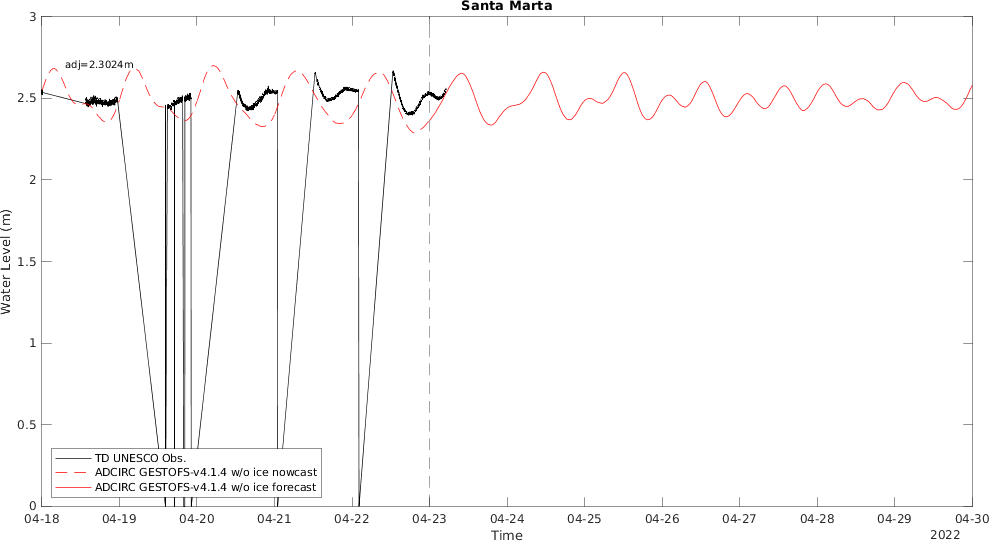 Santa Marta
adj=2.3024m
3
2.5
2
1.5
1
0.5
0
Water Level (m)
TD UNESCO Obs.
ADCIRC GESTOFS-v4.1.4 w/o ice nowcast
ADCIRC GESTOFS-v4.1.4 w/o ice forecast
04-18 04-19 04-20 04-21 04-22 04-23 04-24 04-25 04-26 04-27 04-28 04-29 04-30
Time
2022